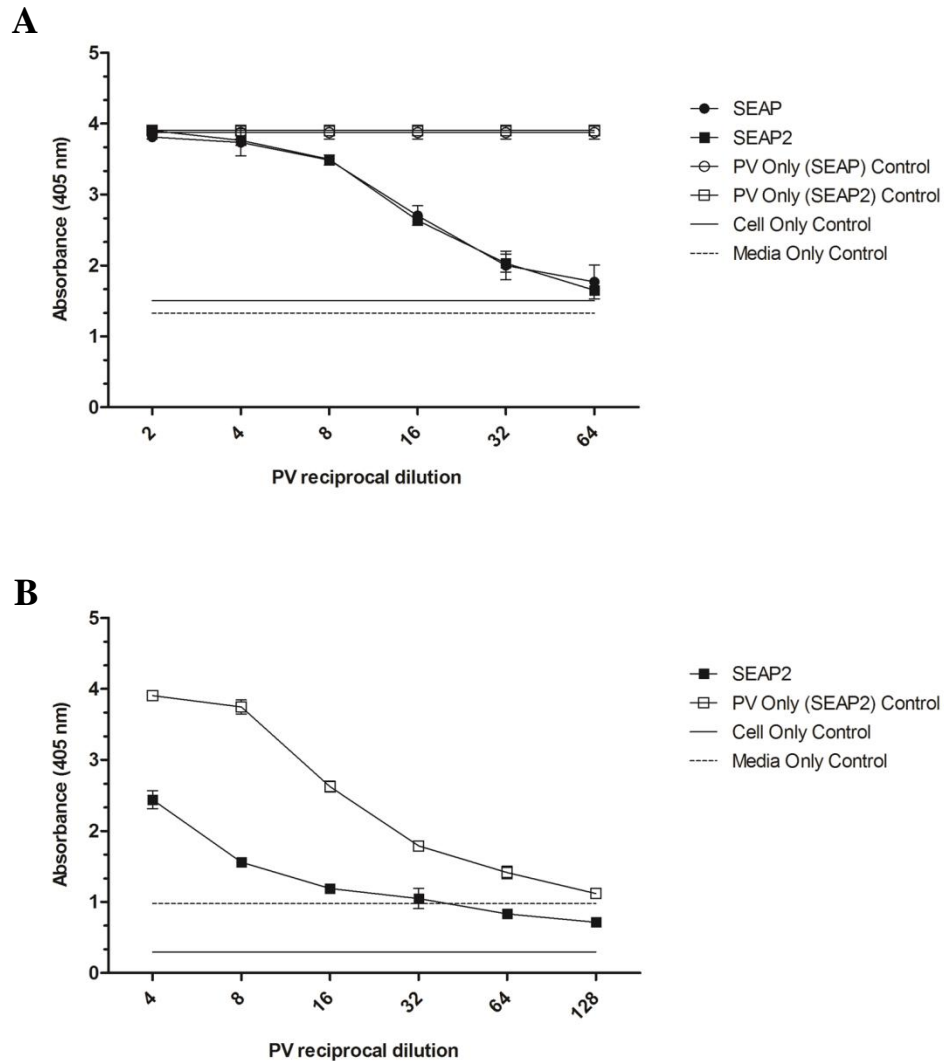 A
Absorbance (405 nm)
5
4
3
2
1
0
2 4 8 16 32 64
PV reciprocal dilution
SEAP
SEAP2
PV Only (SEAP) Control
PV Only (SEAP2) Control
Cell Only Control
Media Only Control
B
Absorbance (405 nm)
5
4
3
2
1
0
4 8 16 32 64 128
PV reciprocal dilution
SEAP2
PV Only (SEAP2) Control
Cell Only Control
Media Only Control